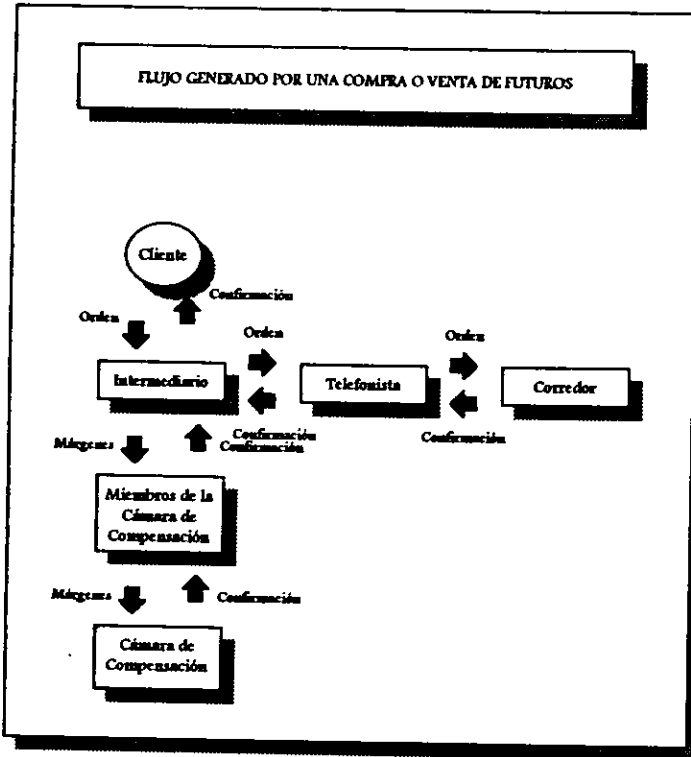 FLUJO GENERADO POR UNA COMPRA O VENTA DE FUTUROS
Cliente
Confirmación
Orden
Orden
Orden
Intermediario
Telefonista
Corredor
Confirmación
Confirmación
Márgenes
Confirmación
Miembros de la
Cámara de
Compensación
Márgenes
Confirmación
Cámara de
Compensación